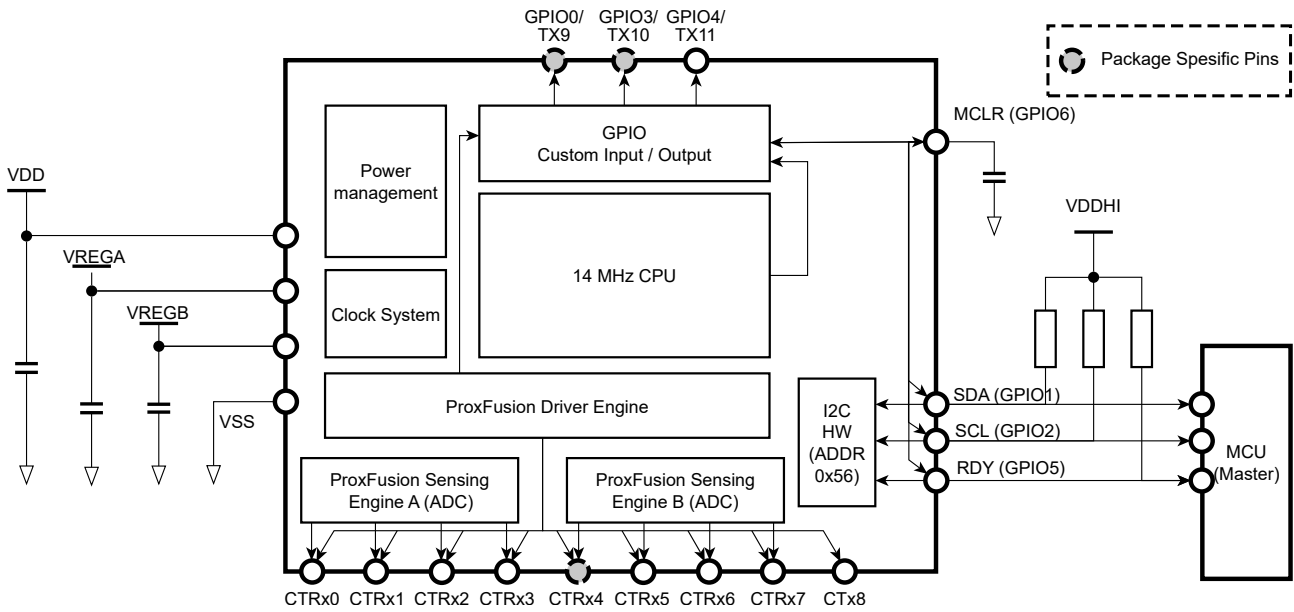 GPIO0/
TX9
GPIO3/
TX10
GPIO4/
TX11
Package Spesific Pins
MCLR (GPIO6)
GPIO
Custom Input / Output
Power
management
VDD
VDDHI
VREGA
14 MHz CPU
VREGB
Clock System
VSS
ProxFusion Driver Engine
I2C
HW
(ADDR
0x56)
SDA (GPIO1)
SCL (GPIO2)
RDY (GPIO5)
MCU
(Master)
ProxFusion Sensing
Engine A (ADC)
ProxFusion Sensing
Engine B (ADC)
CTRx0
CTRx1
CTRx2
CTRx3
CTRx4
CTRx5
CTRx6
CTRx7
CTx8